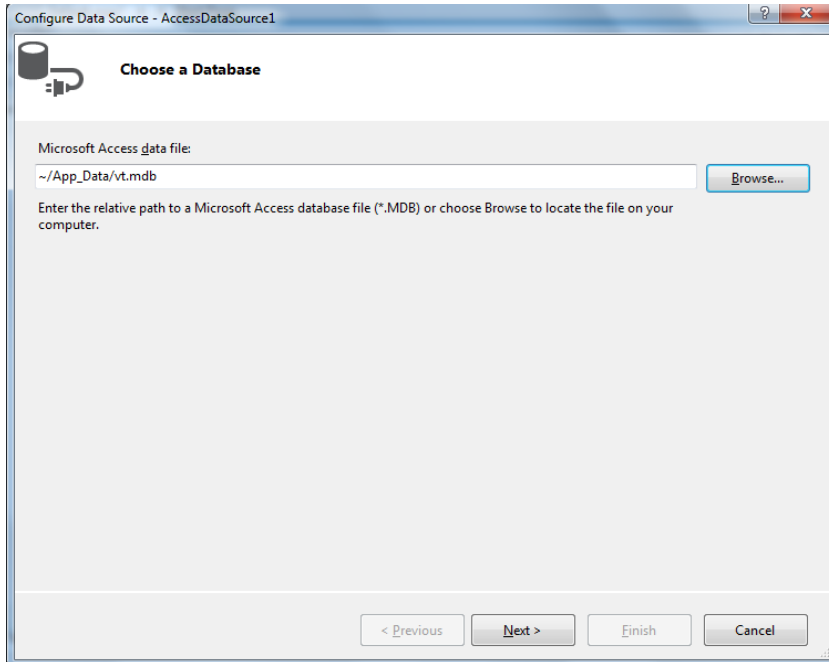 Configure Data Source - AccessDataSource1
Choose a Database
Microsoft Access data file:
~/App_Data/vt.mdb
Browse...
Enter the relative path to a Microsoft Access database file (*.MDB) or choose Browse to locate the file on your
computer.
< Previous
Next >
Finish
Cancel